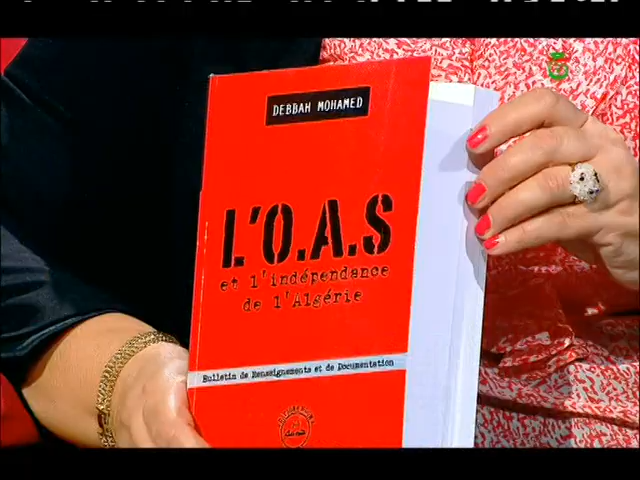 DEBBAH MOHAMED
L'O.A.S
et l'indépendance
de l'Algérie
Bulletin de Renseignements et de Documentation